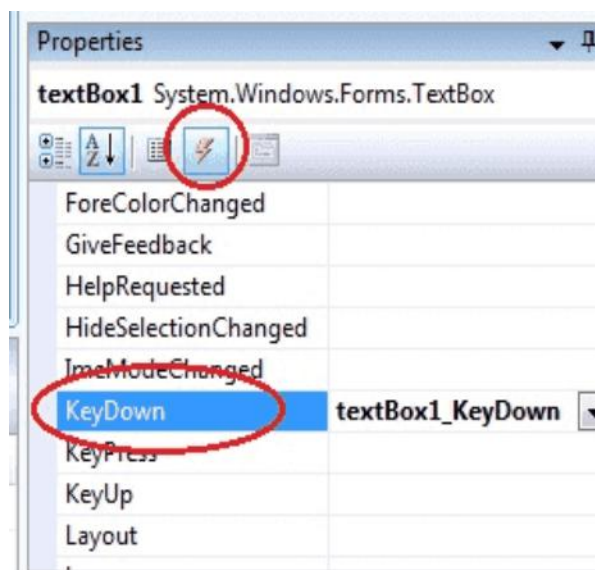 Properties
textBox1 System.Windows.Forms.TextBox
ForeColorChanged
GiveFeedback
HelpRequested
HideSelectionChanged
ImeModeChanged
KeyDown textBox1_KeyDown
KeyPress
KeyUp
Layout